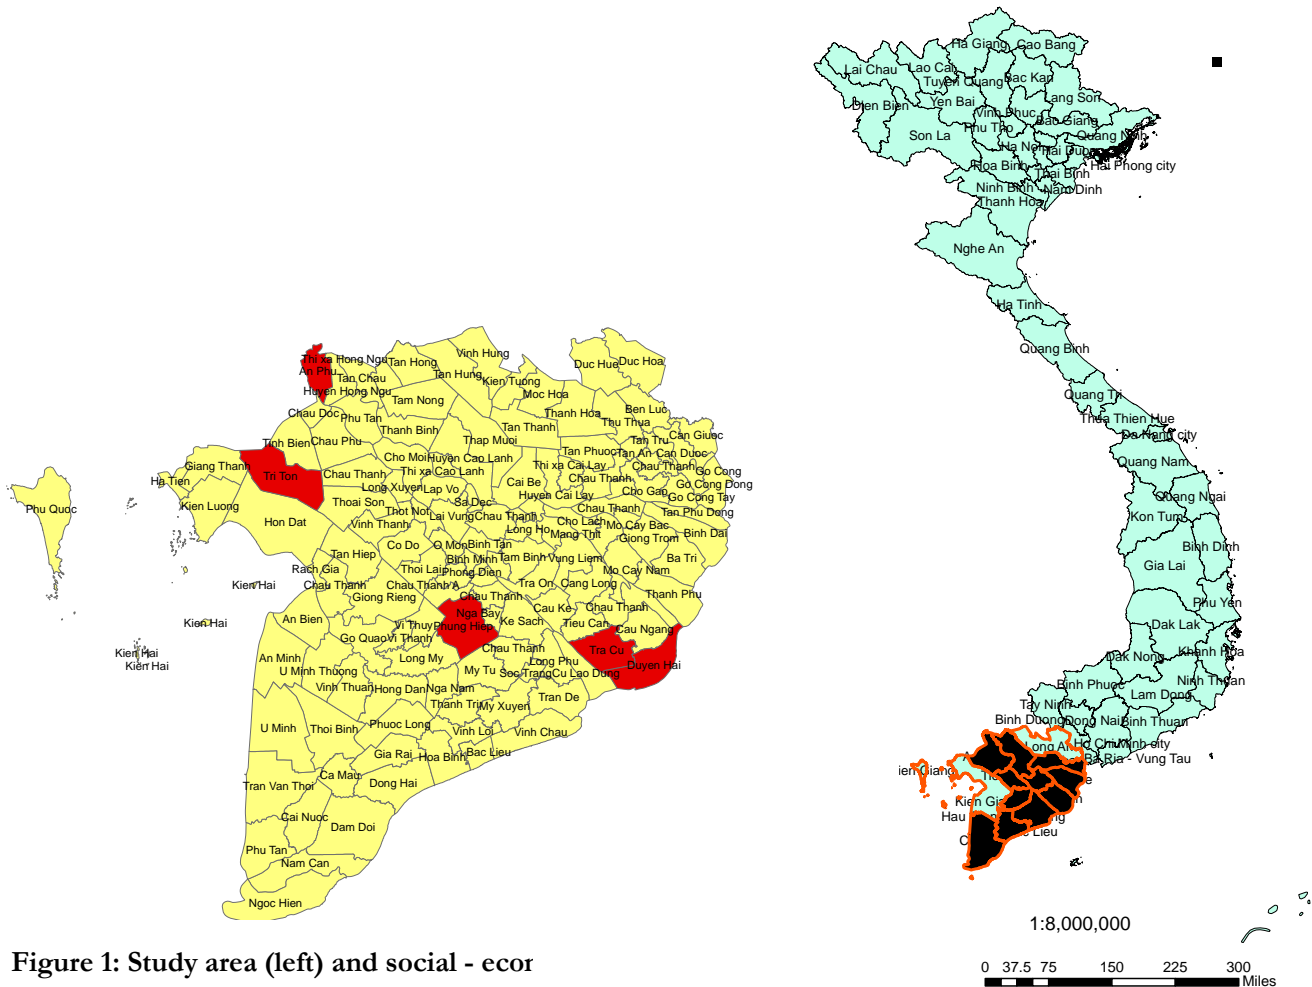 Thi xa Hong Ngu
An Phu
Tan Chau
Huyen Hong Ngu
Tan Hong
Vinh Hung
Tan Hung
Kien Tuong
Moc Hoa
Duc Hue
Duc Hoa
Chau Doc
Phu Tan
Tam Nong
Thanh Binh
Thanh Hoa
Tan Thanh
Ben Luc
Thu Thua
Tan Tru
Can Giuoc
Tinh Bien
Chau Phu
Thap Muoi
Cho Moi
Huyen Cao Lanh
Tan Phuoc
Tan An
Can Duoc
Giang Thanh
Ha Tien
Tri Ton
Chau Thanh
Thi xa Cao Lanh
Thi xa Cai Lay
Chau Thanh
Go Cong
Phu Quoc
Kien Luong
Long Xuyen
Lap Vo
Cai Be
Chau Thanh
Go Cong Dong
Thoai Son
Sa Dec
Huyen Cai Lay
Cho Gao
Go Cong Tay
Hon Dat
Vinh Thanh
Thot Not
Lai Vung
Chau Thanh
Chau Thanh
Tan Phu Dong
Long Ho
Cho Lach
Mang Thit
Mo Cay Bac
Giong Trom
Binh Dai
Tan Hiep
Co Do
O Mon
Binh Tan
Binh Minh
Tam Binh
Vung Liem
Ba Tri
Rach Gia
Thoi Lai
Phong Dien
Mo Cay Nam
Kien Hai
Chau Thanh
Chau Thanh A
Tra On
Cang Long
Giong Rieng
Chau Thanh
Thanh Phu
Kien Hai
An Bien
Nga Bay
Cau Ke
Chau Thanh
Vi Thuy
Phung Hiep
Ke Sach
Tieu Can
Cau Ngang
Go Quao
Vi Thanh
Kien Hai
Kien Hai
An Minh
Long My
Chau Thanh
Tra Cu
U Minh Thuong
My Tu
Long Phu
Duyen Hai
Soc Trang
Cu Lao Dung
Vinh Thuan
Hong Dan
Nga Nam
Tran De
Thanh Tri
My Xuyen
U Minh
Thoi Binh
Phuoc Long
Vinh Loi
Vinh Chau
Gia Rai
Hoa Binh
Bac Lieu
Ca Mau
Tran Van Thoi
Dong Hai
Cai Nuoc
Dam Doi
Phu Tan
Nam Can
Ngoc Hien
Ha Giang
Cao Bang
Lai Chau
Lao Cai
Tuyen Quang
Bac Kan
Dien Bien
Yen Bai
Lang Son
Vinh Phuc
Bac Giang
Son La
Phu Tho
Quang Ninh
Ha Noi
Hai Duo
Hoa Binh
Hai Phong city
Thai Binh
Ninh Binh
Nam Dinh
Thanh Hoa
Nghe An
Ha Tinh
Quang Binh
Quang Tri
Thua Thien Hue
Da Nang city
Quang Nam
Quang Ngai
Kon Tum
Binh Dinh
Gia Lai
Phu Yen
Dak Lak
Khanh Hoa
Dak Nong
Ninh Thuan
Binh Phuoc
Lam Dong
Tay Ninh
Binh Duong
Dong Nai
Binh Thuan
Long An
Ho Chi Minh city
Ba Ria - Vung Tau
ien Giang
Kien Gia
Hau
Lieu
1:8,000,000
0 37.5 75 150 225 300
Miles
Figure 1: Study area (left) and social - ecor